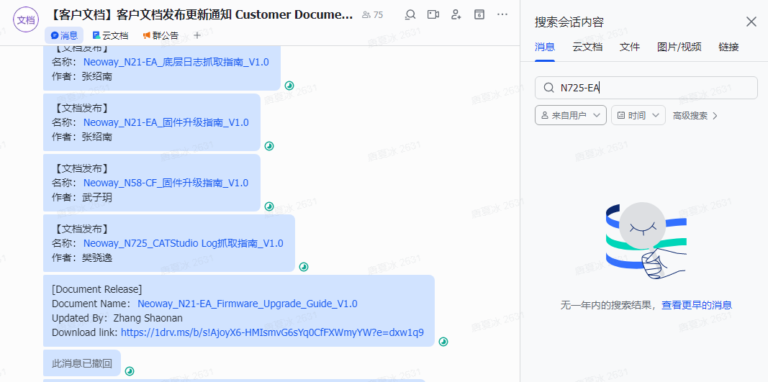 文档
【客户文档】客户文档发布更新通知 Customer Docume...
75
消息
云文档
群公告
【文档发布】
名称： Neoway_N21-EA_底层日志抓取指南_V1.0
作者：张绍南
【文档发布】
名称： Neoway_N21-EA_固件升级指南_V1.0
作者：张绍南
【文档发布】
名称： Neoway_N58-CF_固件升级指南_V1.0
作者：武子玥
【文档发布】
名称：Neoway_N725_CATStudio Log抓取指南_V1.0
作者：樊骁逸
[Document Release]
Document Name： Neoway_N21-EA_Firmware_Upgrade_Guide_V1.0
Updated By：Zhang Shaonan
Download link: https://1drv.ms/b/s!AjoyX6-HMIsmvG6sYq0CfFXWmyYW?e=dxw1q9
此消息已撤回
搜索会话内容
消息
云文档
文件
图片/视频
链接
N725-EA
来自用户
时间
高级搜索
无一年内的搜索结果，查看更早的消息